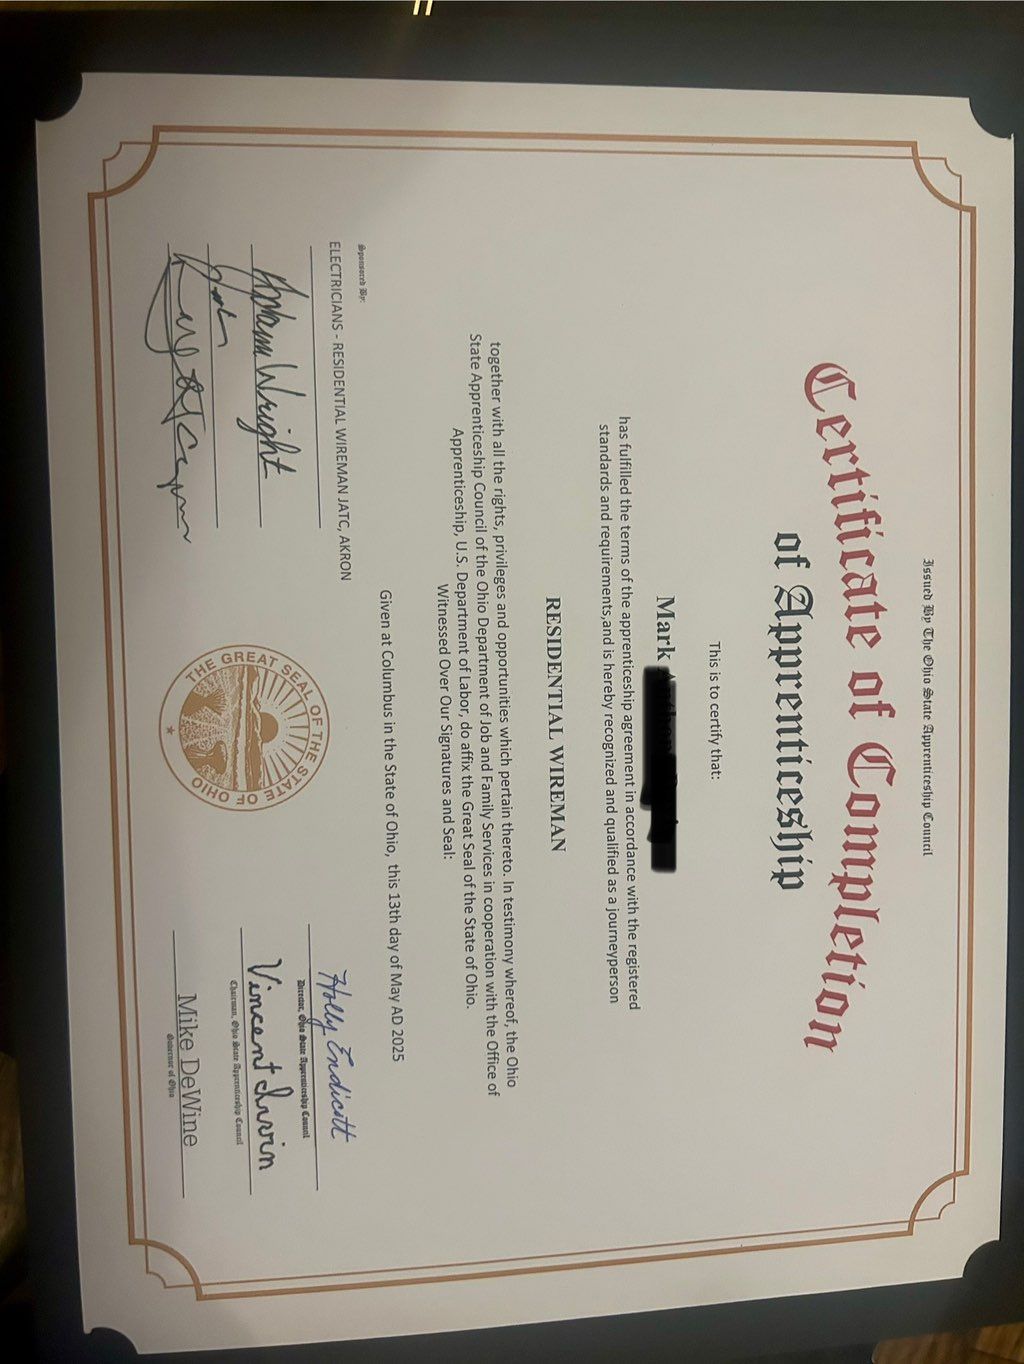 Issued By The Ohio State Apprenticeship Council
Certificate of Completion
of Apprenticeship
This is to certify that:
Mark
has fulfilled the terms of the apprenticeship agreement in accordance with the registered
standards and requirements,and is hereby recognized and qualified as a journeyperson
RESIDENTIAL WIREMAN
together with all the rights, privileges and opportunities which pertain thereto. In testimony whereof, the Ohio
State Apprenticeship Council of the Ohio Department of Job and Family Services in cooperation with the Office of
Apprenticeship, U.S. Department of Labor, do affix the Great Seal of the State of Ohio.
Witnessed Over Our Signatures and Seal:
Given at Columbus in the State of Ohio, this 13th day of May AD 2025
Sponsored By:
ELECTRICIANS - RESIDENTIAL WIREMAN JATC, AKRON
Wright
THE GREAT SEAL OF THE STATE OF OHIO
Holly Endicott
Director, Ohio State Apprenticeship Council
Vincent Irvin
Chairman, Ohio State Apprenticeship Council
Mike DeWine
Governor of Ohio